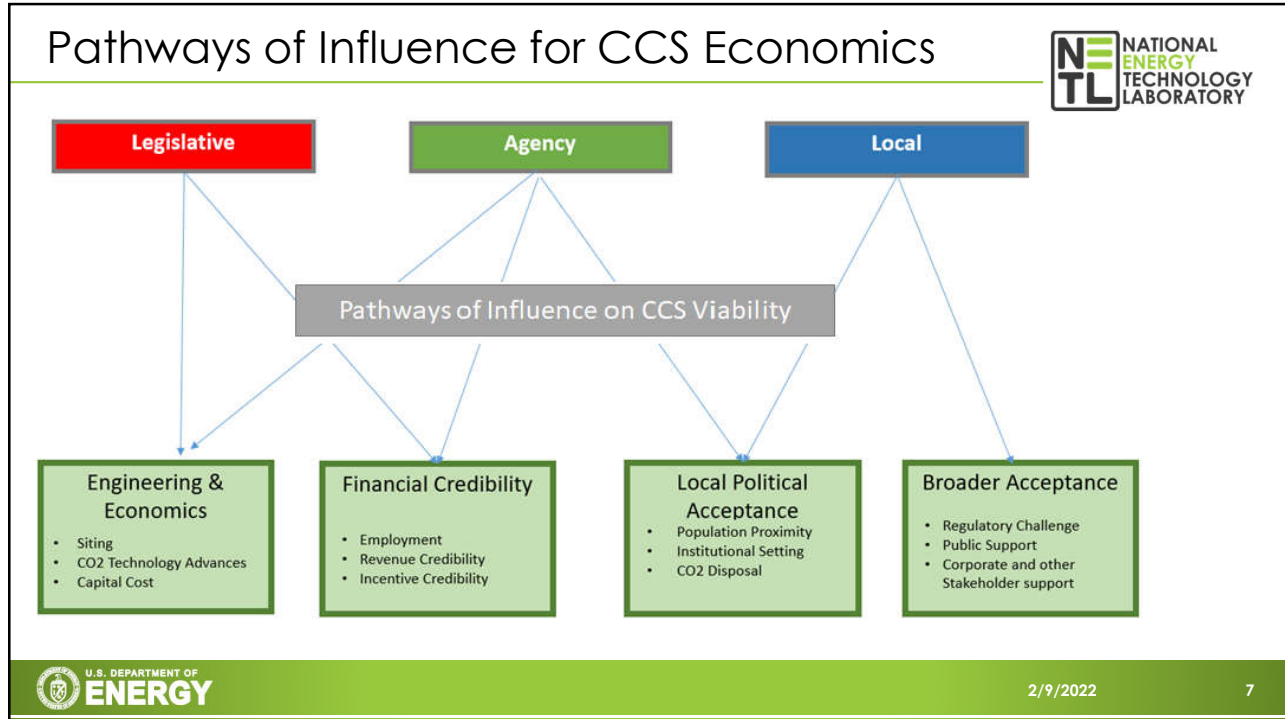 Pathways of Influence for CCS Economics
NE
TL
NATIONAL
ENERGY
TECHNOLOGY
LABORATORY
Legislative
Agency
Local
Pathways of Influence on CCS Viability
Engineering &
Economics
• Siting
• CO2 Technology Advances
• Capital Cost
Financial Credibility
• Employment
• Revenue Credibility
• Incentive Credibility
Local Political
Acceptance
• Population Proximity
• Institutional Setting
• CO2 Disposal
Broader Acceptance
• Regulatory Challenge
• Public Support
• Corporate and other
Stakeholder support
U.S. DEPARTMENT OF
ENERGY
2/9/2022
7